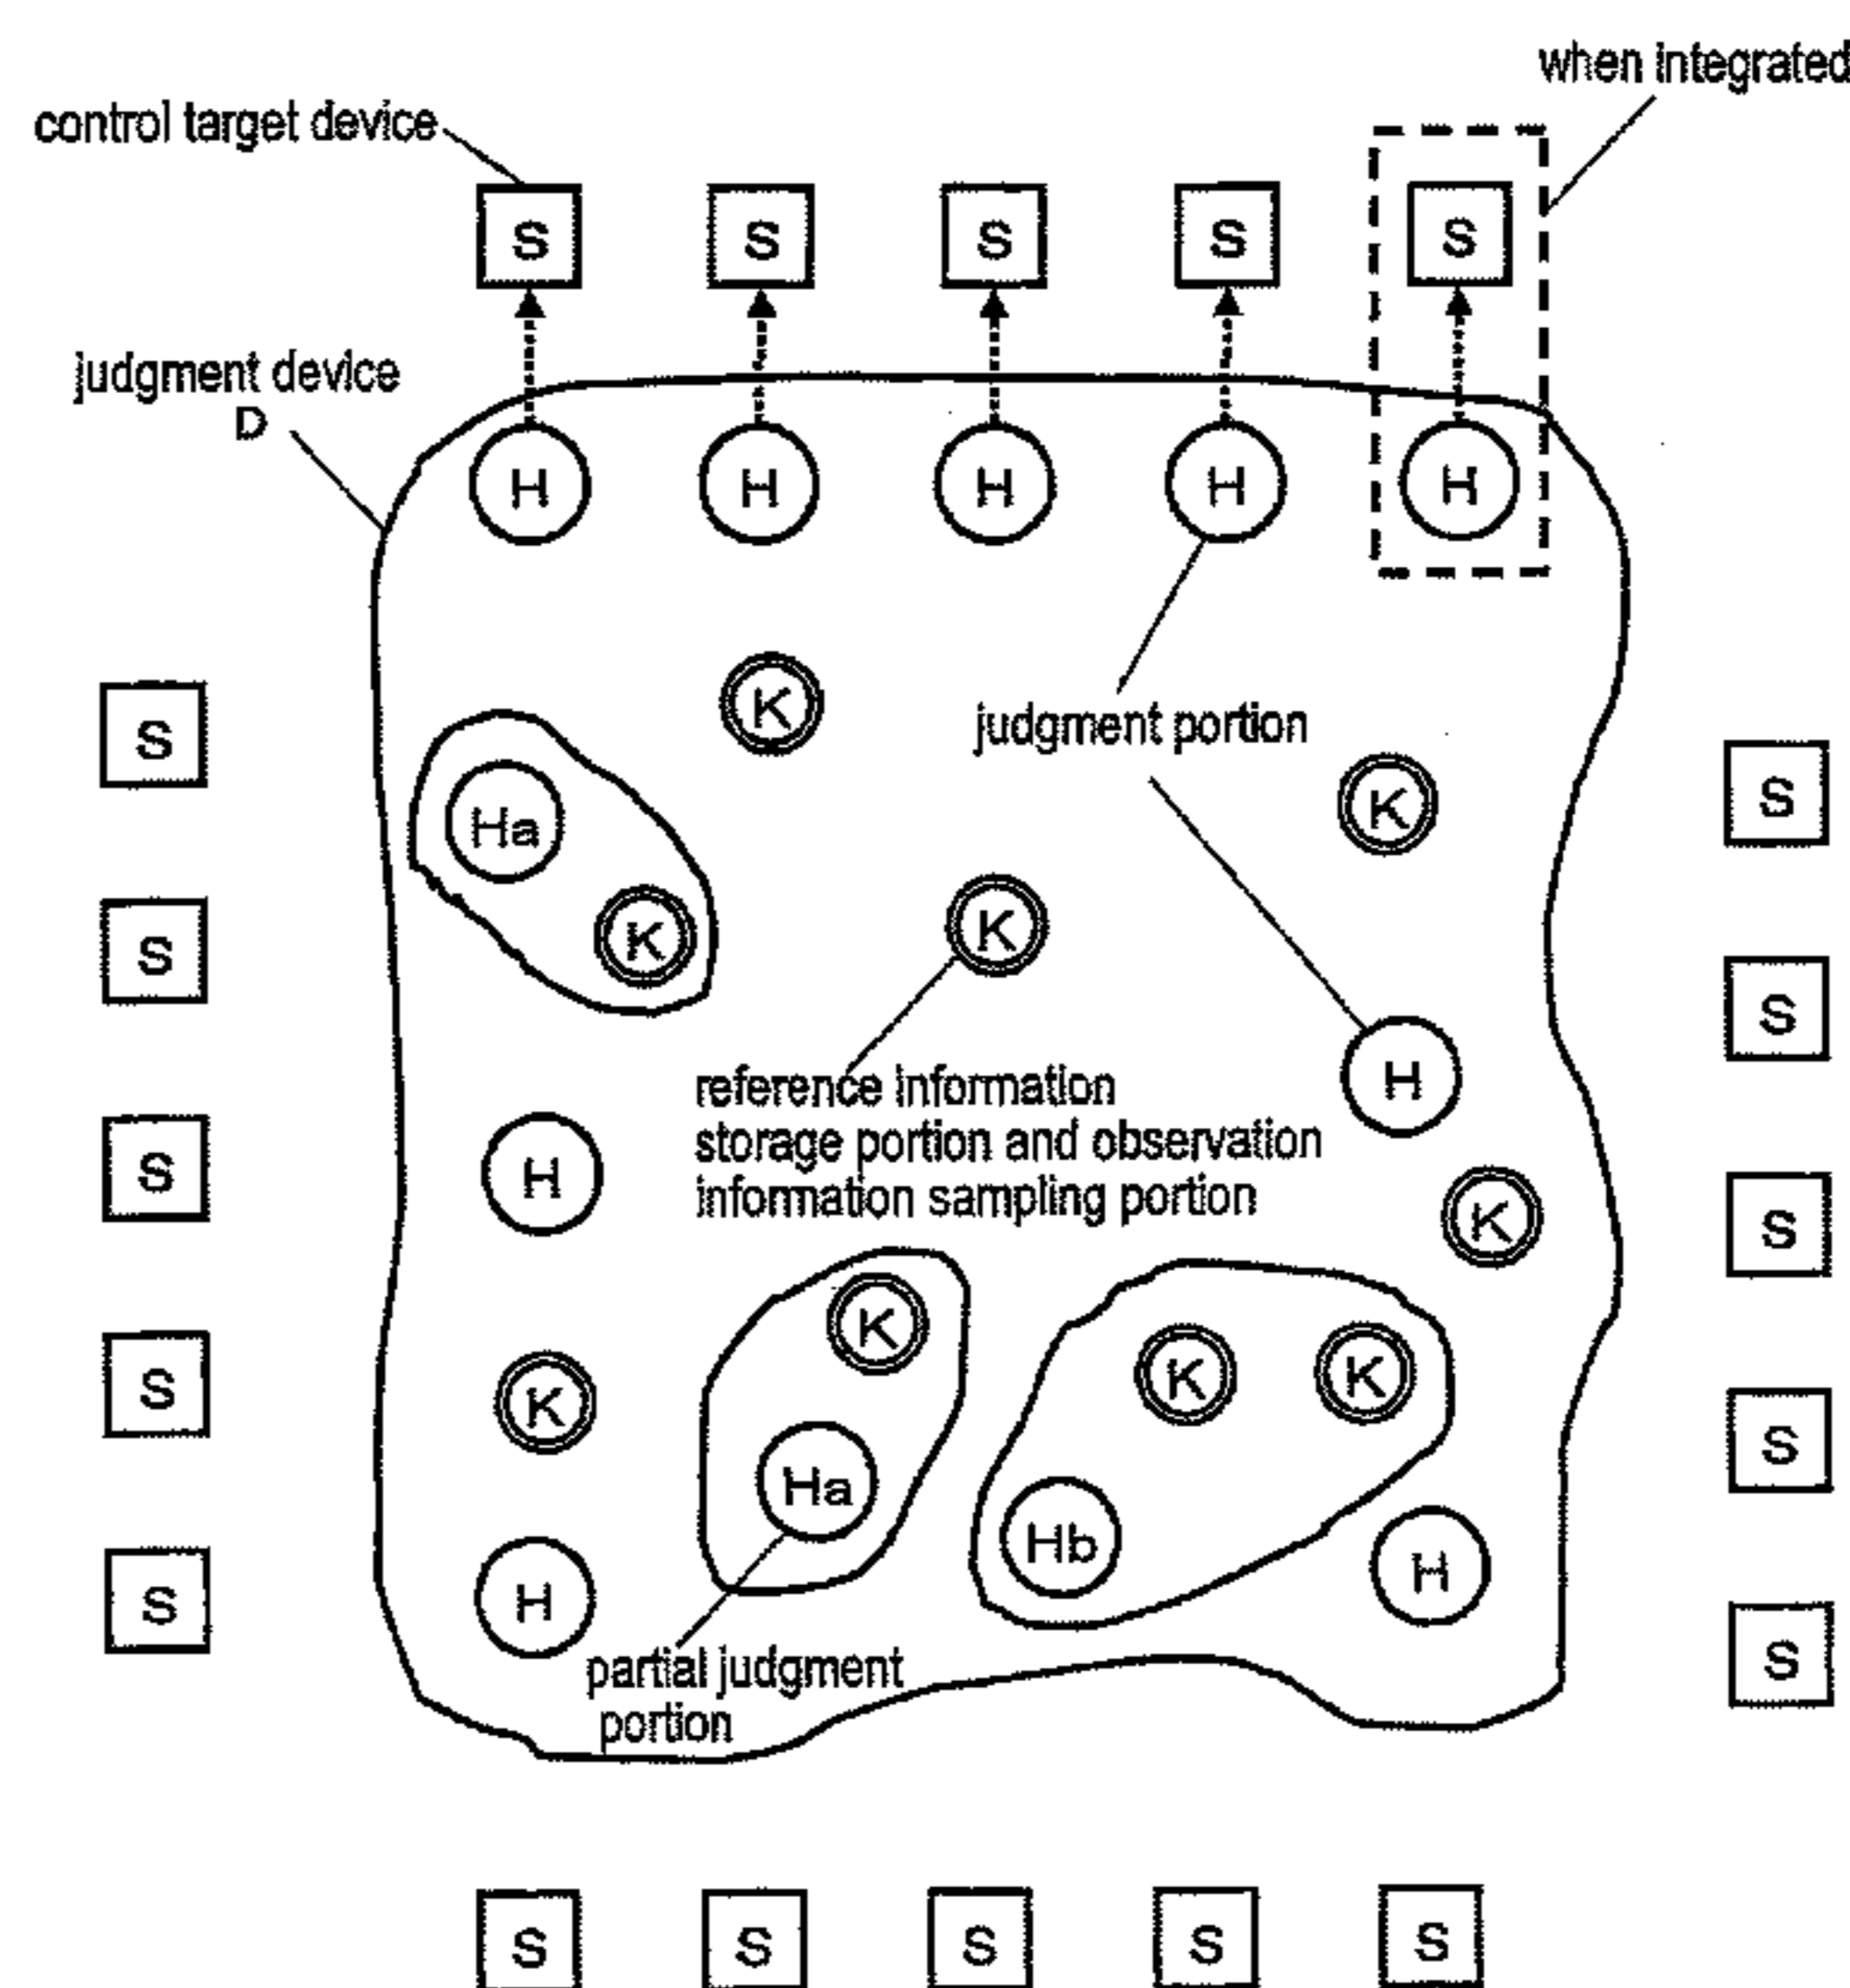 when integrated
control target device
S S S S S
judgment device
D
H H H H H
K
S
judgment portion
S
K
Ha
K
K
S
S
reference information
H
storage portion and observation
S
H
information sampling portion
K
S
K
K K
S
K
S
Ha
Hb
H
H
S
partial judgment
S
portion
S S S S S